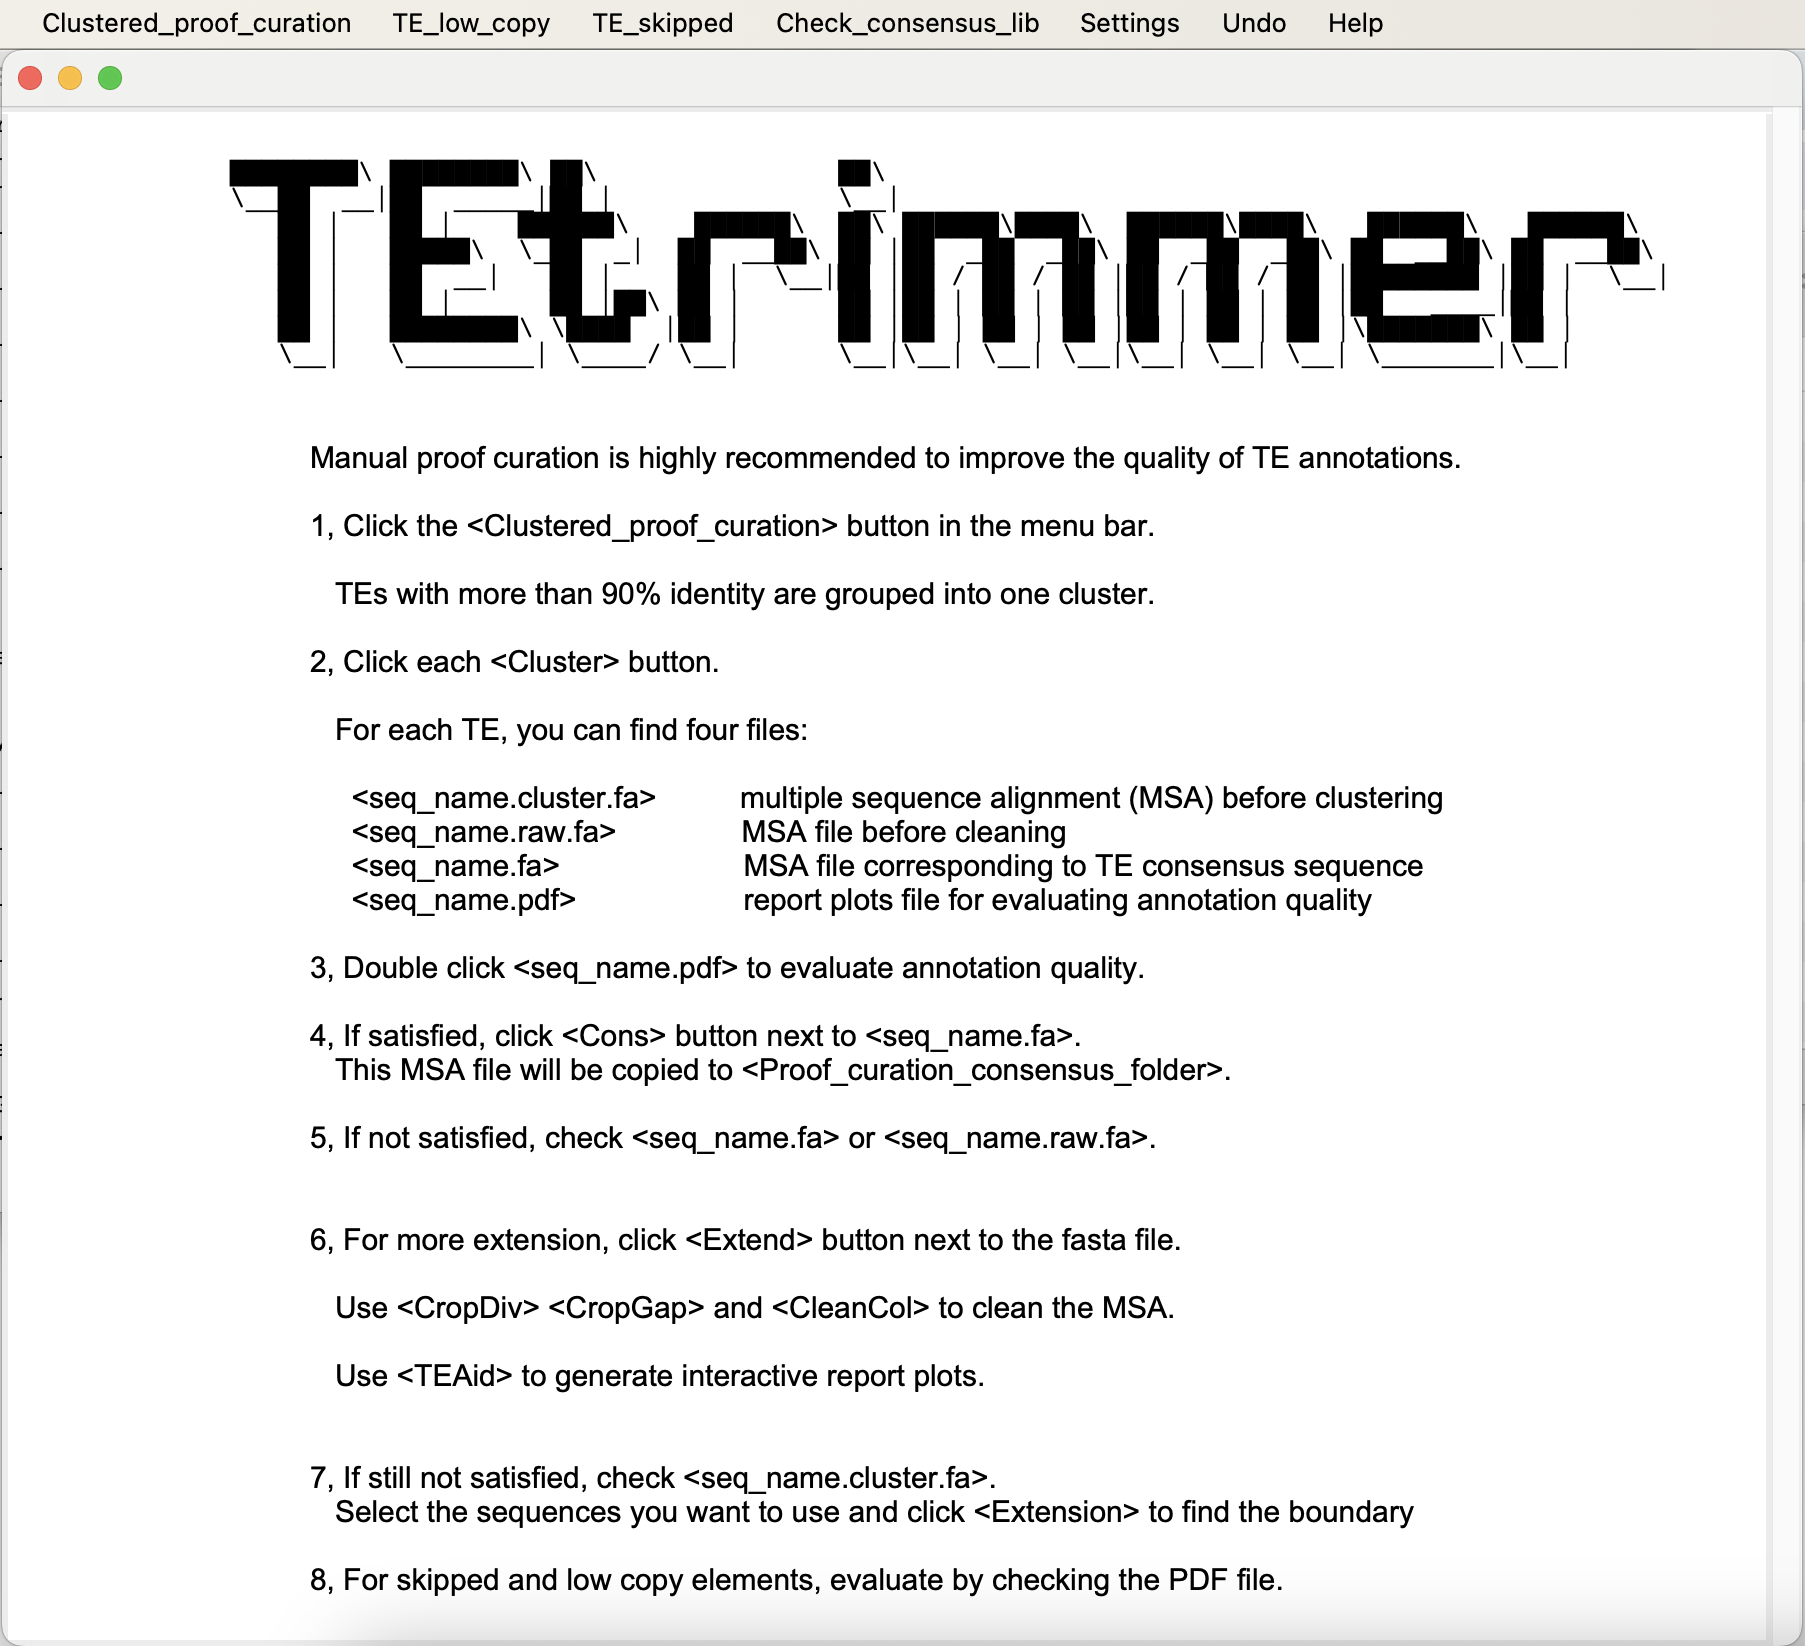 Clustered_proof_curation TE_low_copy TE_skipped Check_consensus_lib Settings Undo Help
TEtrimmer
Manual proof curation is highly recommended to improve the quality of TE annotations.
1, Click the <Clustered_proof_curation> button in the menu bar.
TEs with more than 90% identity are grouped into one cluster.
2, Click each <Cluster> button.
For each TE, you can find four files:
<seq_name.cluster.fa> multiple sequence alignment (MSA) before clustering
<seq_name.raw.fa> MSA file before cleaning
<seq_name.fa> MSA file corresponding to TE consensus sequence
<seq_name.pdf> report plots file for evaluating annotation quality
3, Double click <seq_name.pdf> to evaluate annotation quality.
4, If satisfied, click <Cons> button next to <seq_name.fa>.
This MSA file will be copied to <Proof_curation_consensus_folder>.
5, If not satisfied, check <seq_name.fa> or <seq_name.raw.fa>.
6, For more extension, click <Extend> button next to the fasta file.
Use <CropDiv> <CropGap> and <CleanCol> to clean the MSA.
Use <TEAid> to generate interactive report plots.
7, If still not satisfied, check <seq_name.cluster.fa>.
Select the sequences you want to use and click <Extension> to find the boundary
8, For skipped and low copy elements, evaluate by checking the PDF file.